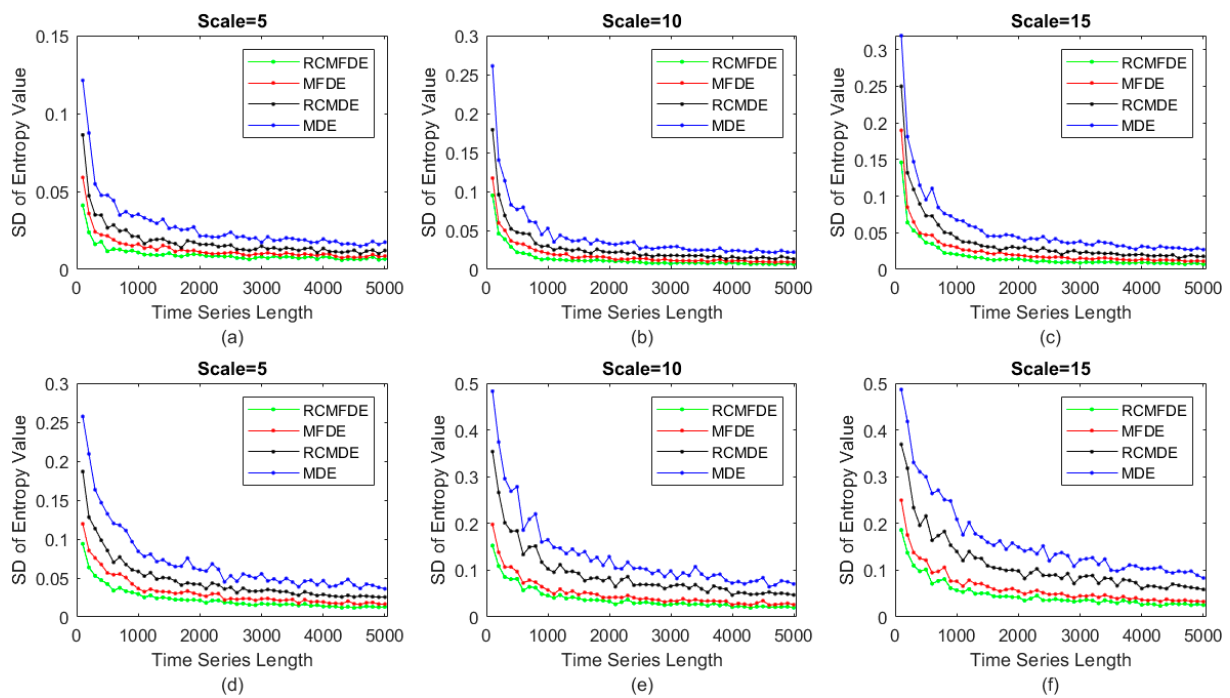 Scale=5
0.15
0.1
0.05
0
SD of Entropy Value
RCMFDE
MFDE
RCMDE
MDE
0 1000 2000 3000 4000 5000
Time Series Length
(a)
Scale=10
0.3
0.25
0.2
0.15
0.1
0.05
0
SD of Entropy Value
RCMFDE
MFDE
RCMDE
MDE
0 1000 2000 3000 4000 5000
Time Series Length
(b)
Scale=15
0.3
0.25
0.2
0.15
0.1
0.05
0
SD of Entropy Value
RCMFDE
MFDE
RCMDE
MDE
0 1000 2000 3000 4000 5000
Time Series Length
(c)
Scale=5
0.3
0.25
0.2
0.15
0.1
0.05
0
SD of Entropy Value
RCMFDE
MFDE
RCMDE
MDE
0 1000 2000 3000 4000 5000
Time Series Length
(d)
Scale=10
0.5
0.4
0.3
0.2
0.1
0
SD of Entropy Value
RCMFDE
MFDE
RCMDE
MDE
0 1000 2000 3000 4000 5000
Time Series Length
(e)
Scale=15
0.5
0.4
0.3
0.2
0.1
0
SD of Entropy Value
RCMFDE
MFDE
RCMDE
MDE
0 1000 2000 3000 4000 5000
Time Series Length
(f)